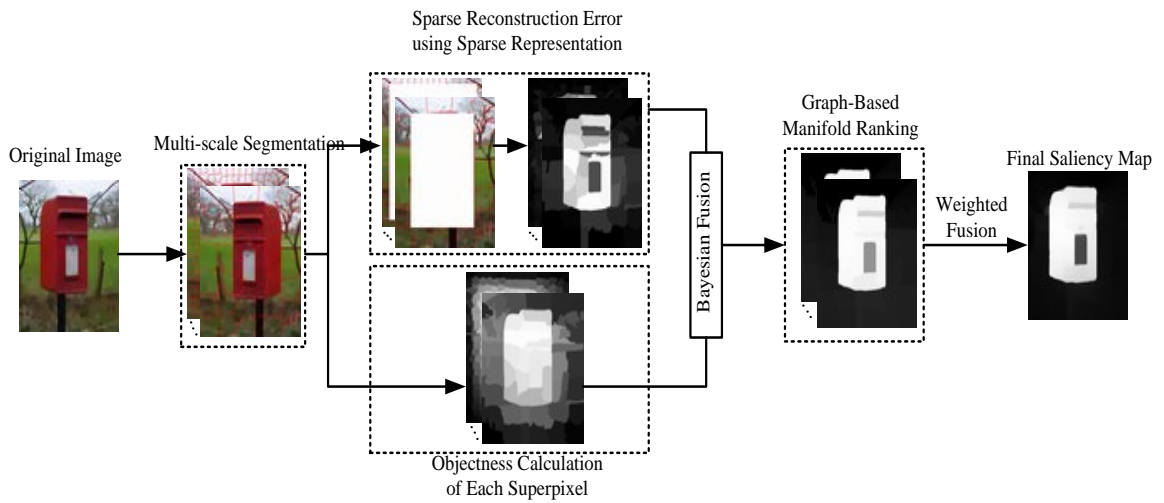 Sparse Reconstruction Error
using Sparse Representation
Original Image
Multi-scale Segmentation
Bayesian Fusion
Graph-Based
Manifold Ranking
Weighted
Fusion
Final Saliency Map
Objectness Calculation
of Each Superpixel